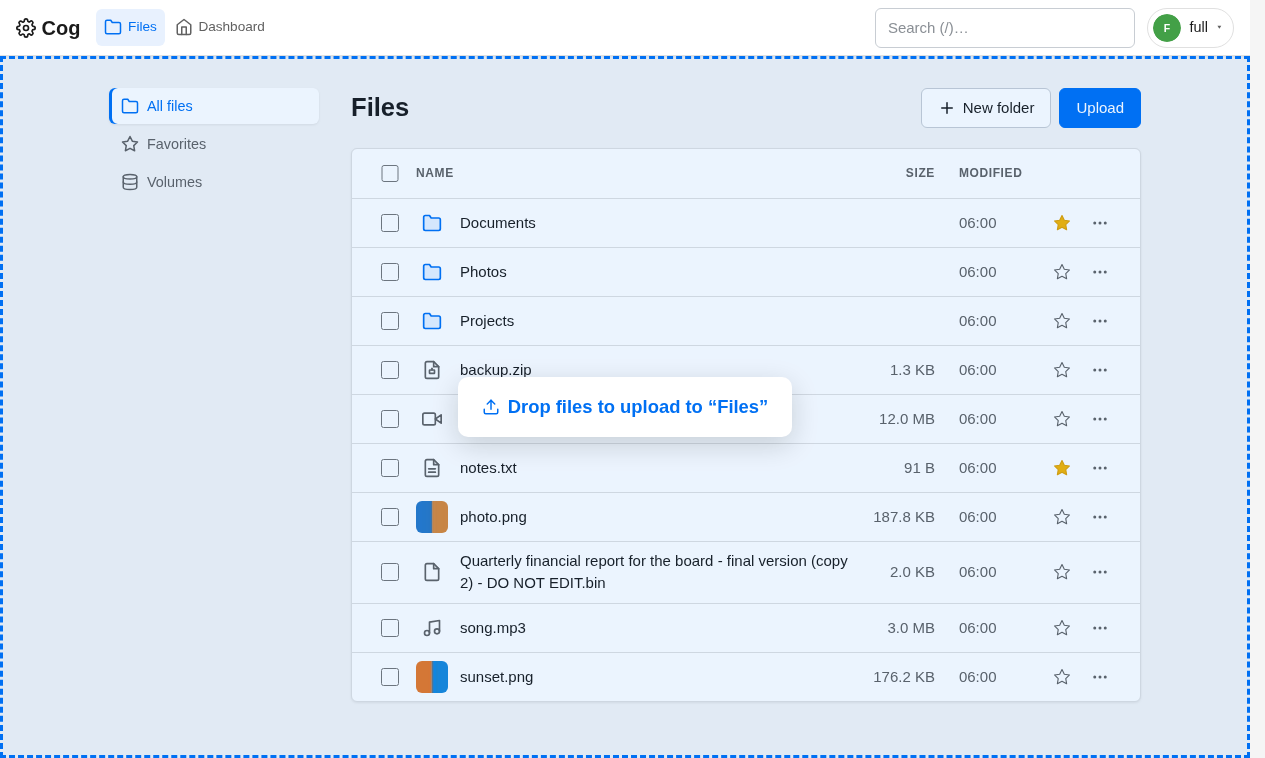 Cog
Files
Dashboard
Search (/)…
F
full
All files
Favorites
Volumes
Files
New folder
Upload
NAME
SIZE
MODIFIED
Documents
06:00
Photos
06:00
Projects
06:00
backup.zip
1.3 KB
06:00
Drop files to upload to “Files”
12.0 MB
06:00
notes.txt
91 B
06:00
photo.png
187.8 KB
06:00
Quarterly financial report for the board - final version (copy
2) - DO NOT EDIT.bin
2.0 KB
06:00
song.mp3
3.0 MB
06:00
sunset.png
176.2 KB
06:00